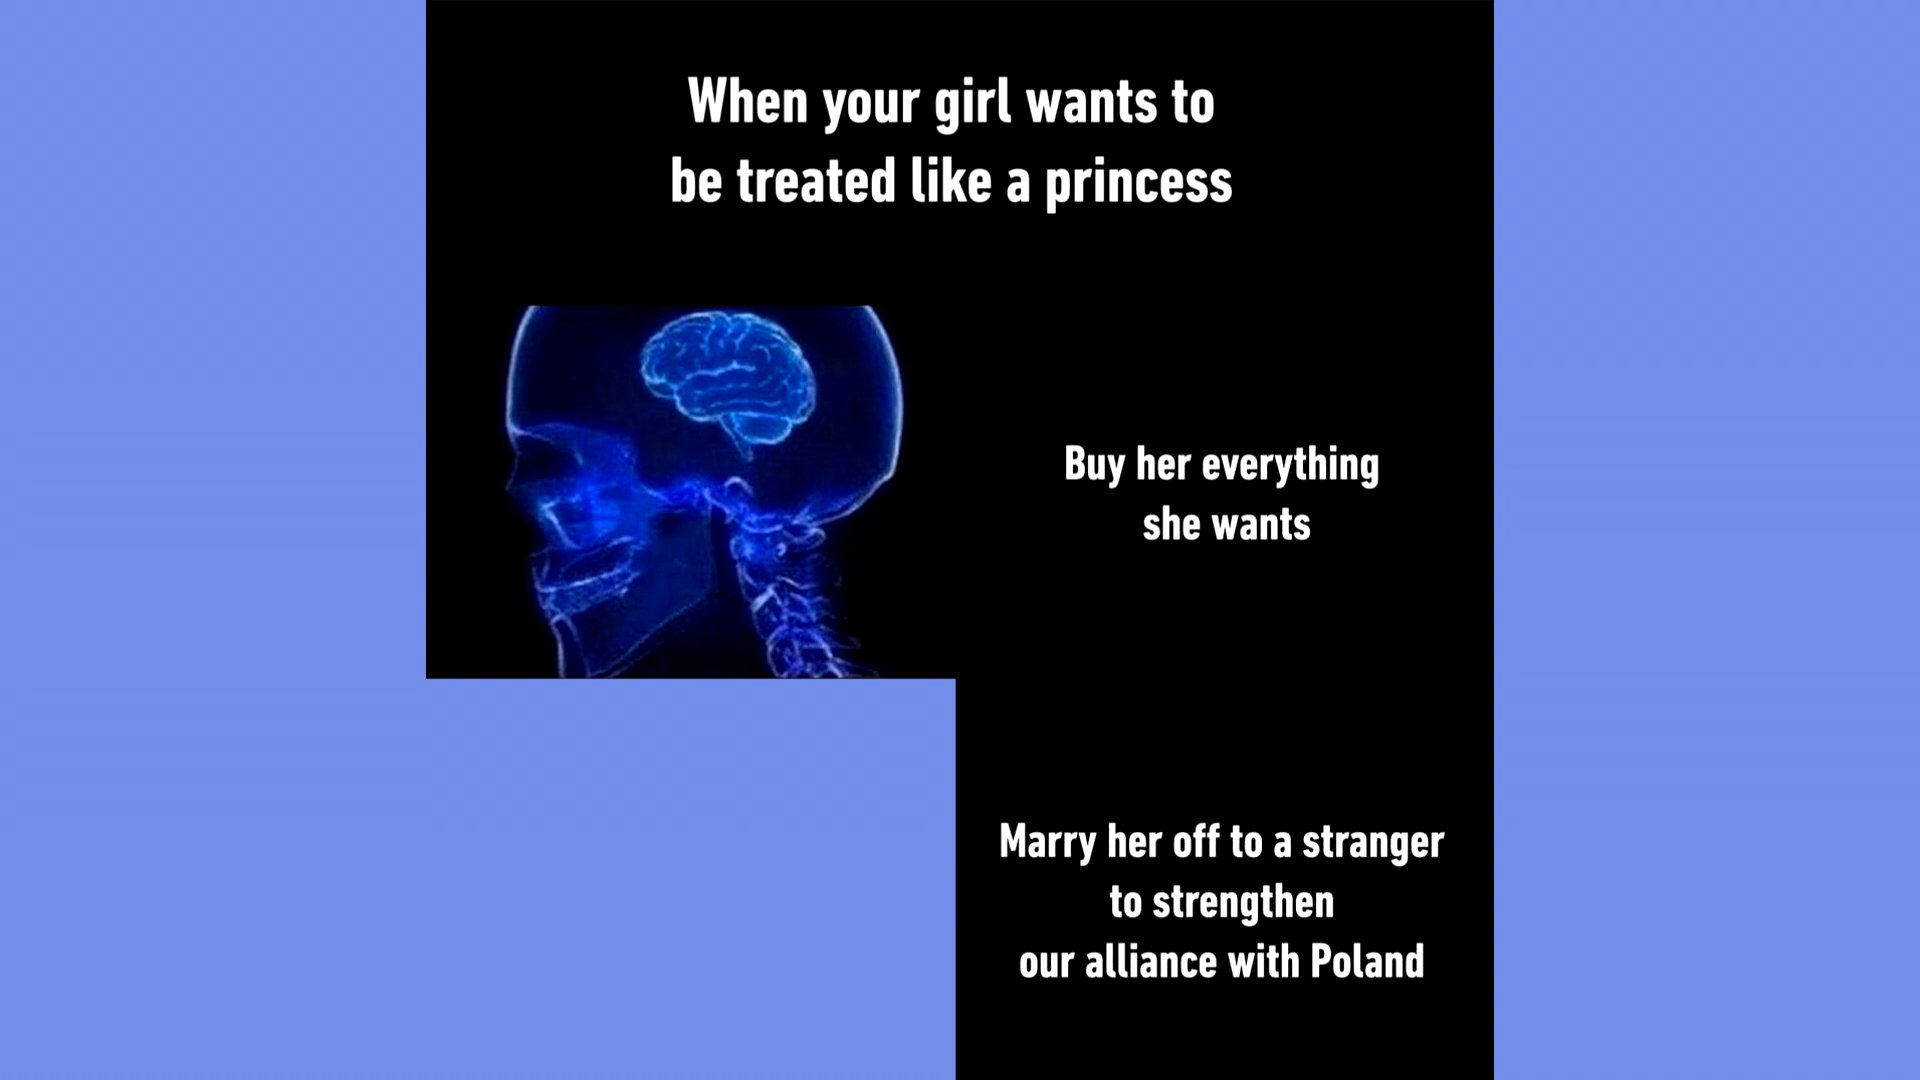 When your girl wants to
be treated like a princess
Buy her everything
she wants
Marry her off to a stranger
to strengthen
our alliance with Poland